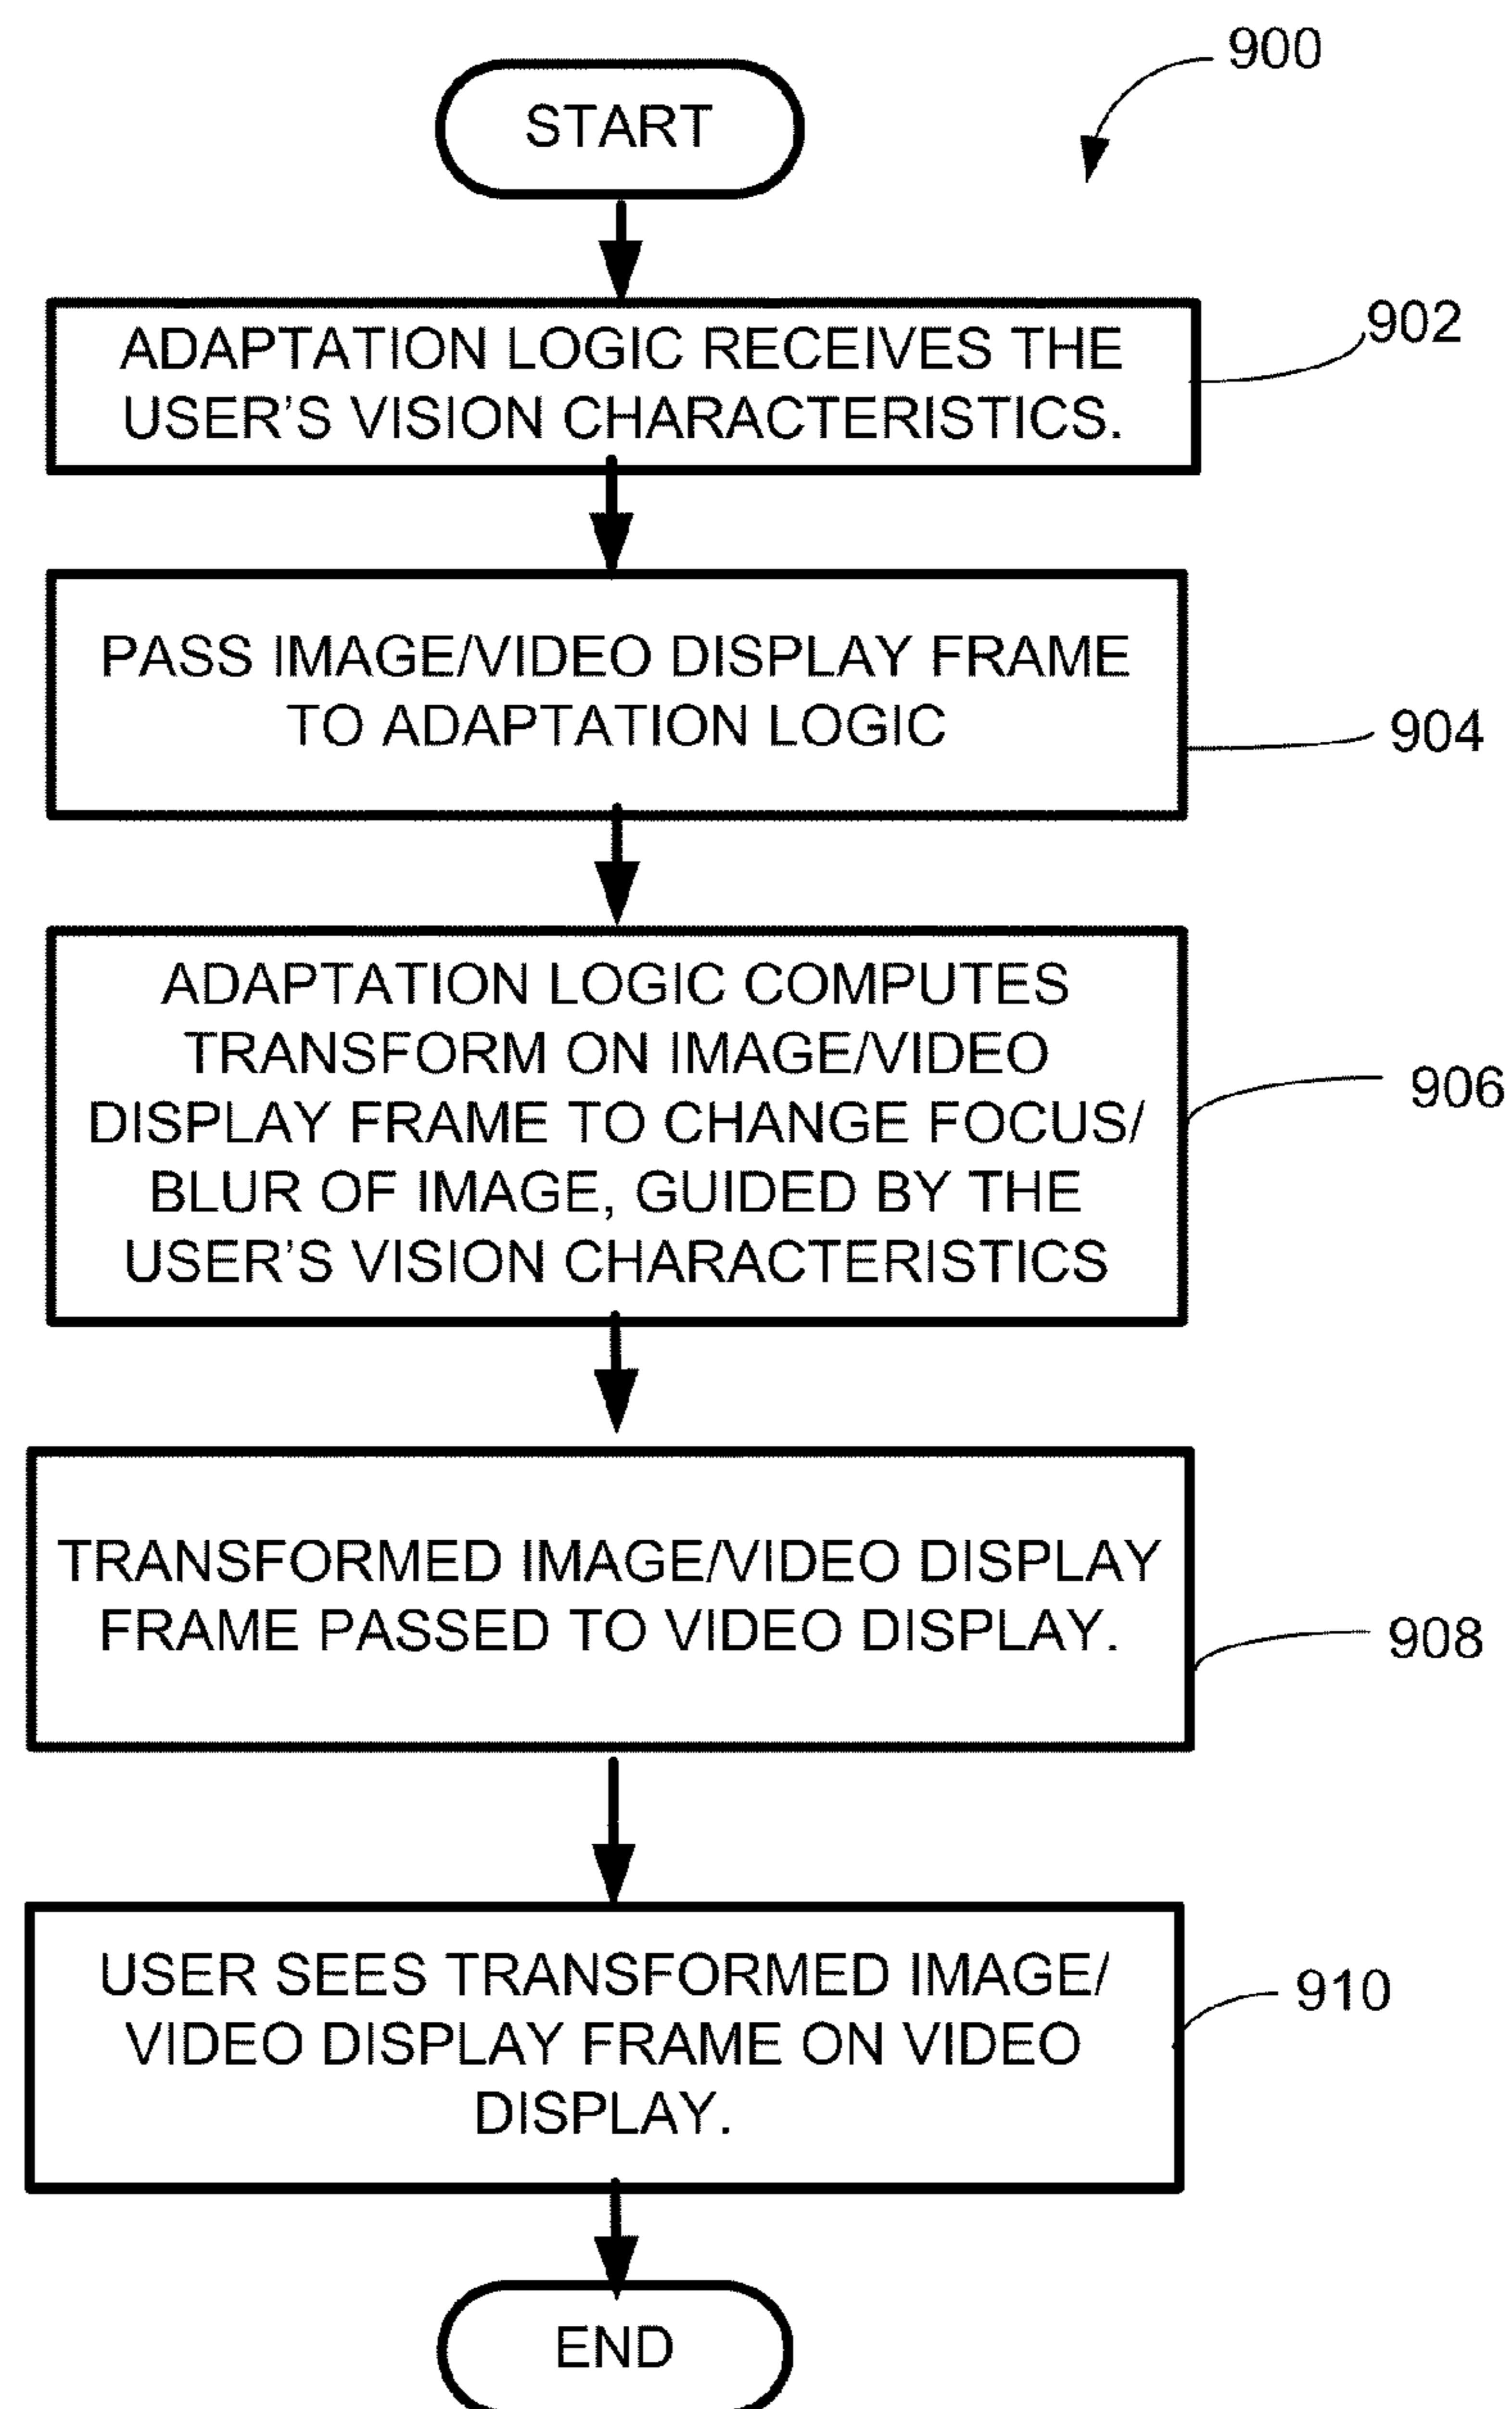 900
START
ADAPTATION LOGIC RECEIVES THE
USER'S VISION CHARACTERISTICS.
902
PASS IMAGE/VIDEO DISPLAY FRAME
TO ADAPTATION LOGIC
904
ADAPTATION LOGIC COMPUTES
TRANSFORM ON IMAGE/VIDEO
DISPLAY FRAME TO CHANGE FOCUS/
BLUR OF IMAGE, GUIDED BY THE
USER'S VISION CHARACTERISTICS
906
TRANSFORMED IMAGE/VIDEO DISPLAY
FRAME PASSED TO VIDEO DISPLAY.
908
USER SEES TRANSFORMED IMAGE/
VIDEO DISPLAY FRAME ON VIDEO
DISPLAY.
910
END